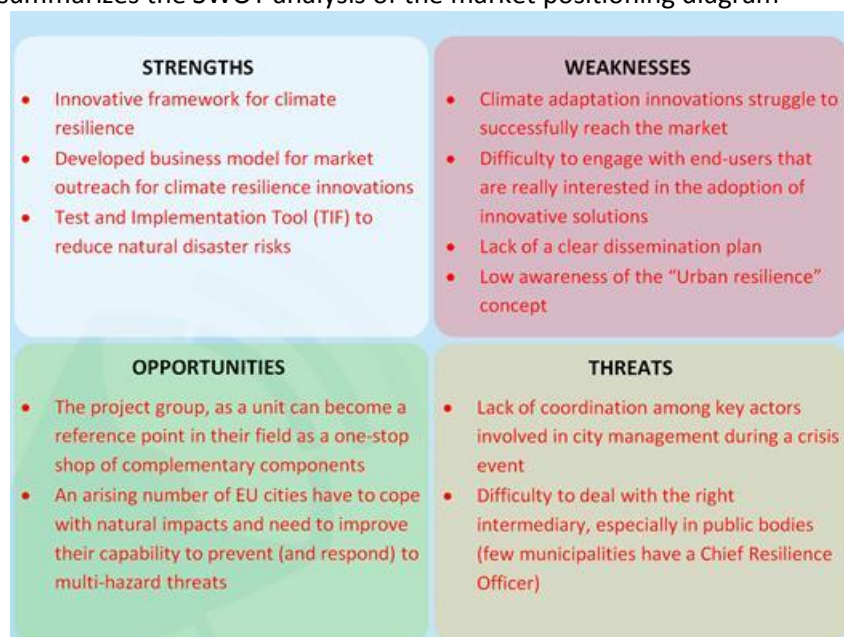 summarizes the SWOT analysis of the market positioning diagram
STRENGTHS
• Innovative framework for climate
resilience
• Developed business model for market
outreach for climate resilience innovations
• Test and Implementation Tool (TIF) to
reduce natural disaster risks
WEAKNESSES
• Climate adaptation innovations struggle to
successfully reach the market
• Difficulty to engage with end-users that
are really interested in the adoption of
innovative solutions
• Lack of a clear dissemination plan
• Low awareness of the “Urban resilience”
concept
OPPORTUNITIES
• The project group, as a unit can become a
reference point in their field as a one-stop
shop of complementary components
• An arising number of EU cities have to cope
with natural impacts and need to improve
their capability to prevent (and respond) to
multi-hazard threats
THREATS
• Lack of coordination among key actors
involved in city management during a crisis
event
• Difficulty to deal with the right
intermediary, especially in public bodies
(few municipalities have a Chief Resilience
Officer)